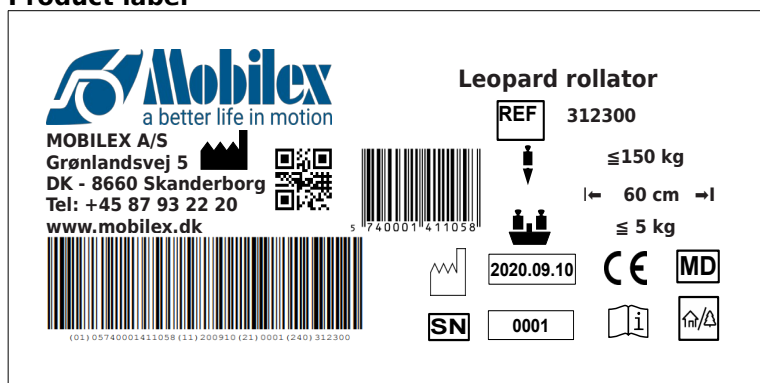 Product label
Mobilex
a better life in motion
MOBILEX A/S
Grønlandsvej 5
DK - 8660 Skanderborg
Tel: +45 87 93 22 20
www.mobilex.dk
5 740001 411058
(01)05740001411058(11)200910(21)0001(240)312300
Leopard rollator
REF 312300
≦150 kg
60 cm
≦ 5 kg
2020.09.10 CE MD
SN 0001 i